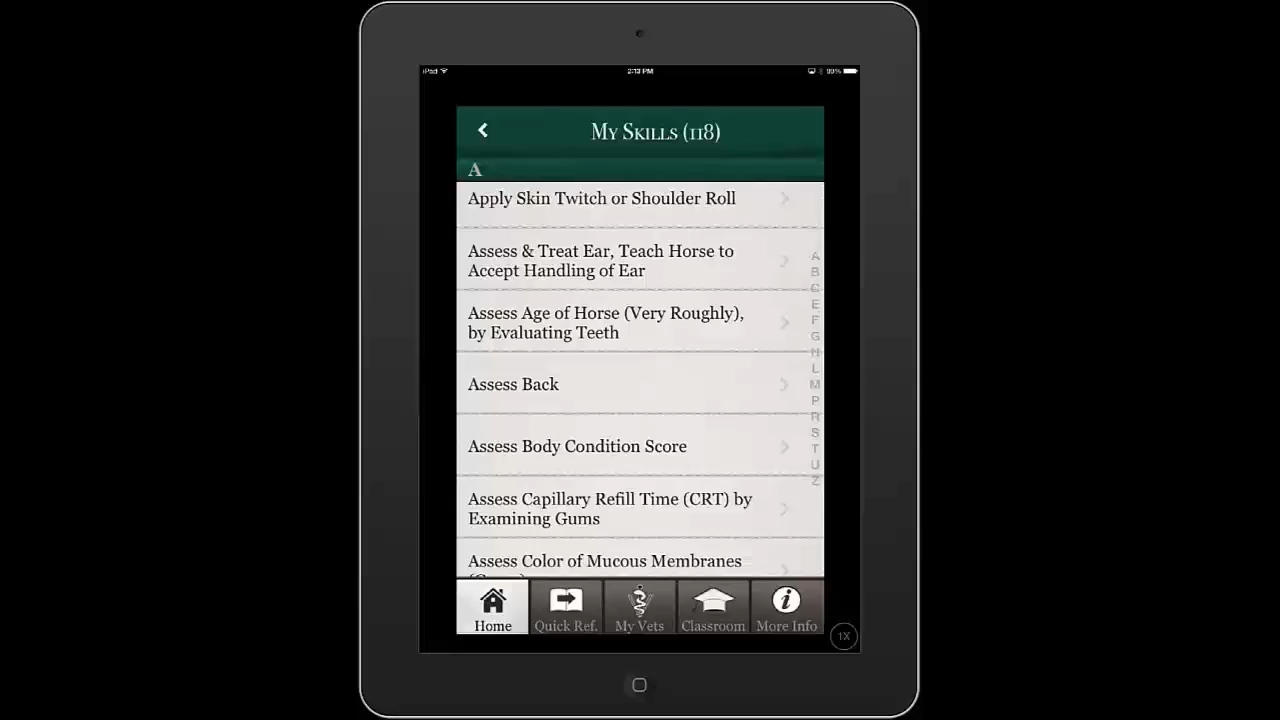 iPad 2:13 PM 99%
My Skills (118)
A
Apply Skin Twitch or Shoulder Roll
Assess & Treat Ear, Teach Horse to
Accept Handling of Ear
Assess Age of Horse (Very Roughly),
by Evaluating Teeth
Assess Back
Assess Body Condition Score
Assess Capillary Refill Time (CRT) by
Examining Gums
Assess Color of Mucous Membranes
A
B
C
E
F
G
H
L
M
P
R
S
T
U
Z
Home Quick Ref. My Vets Classroom More Info
1X